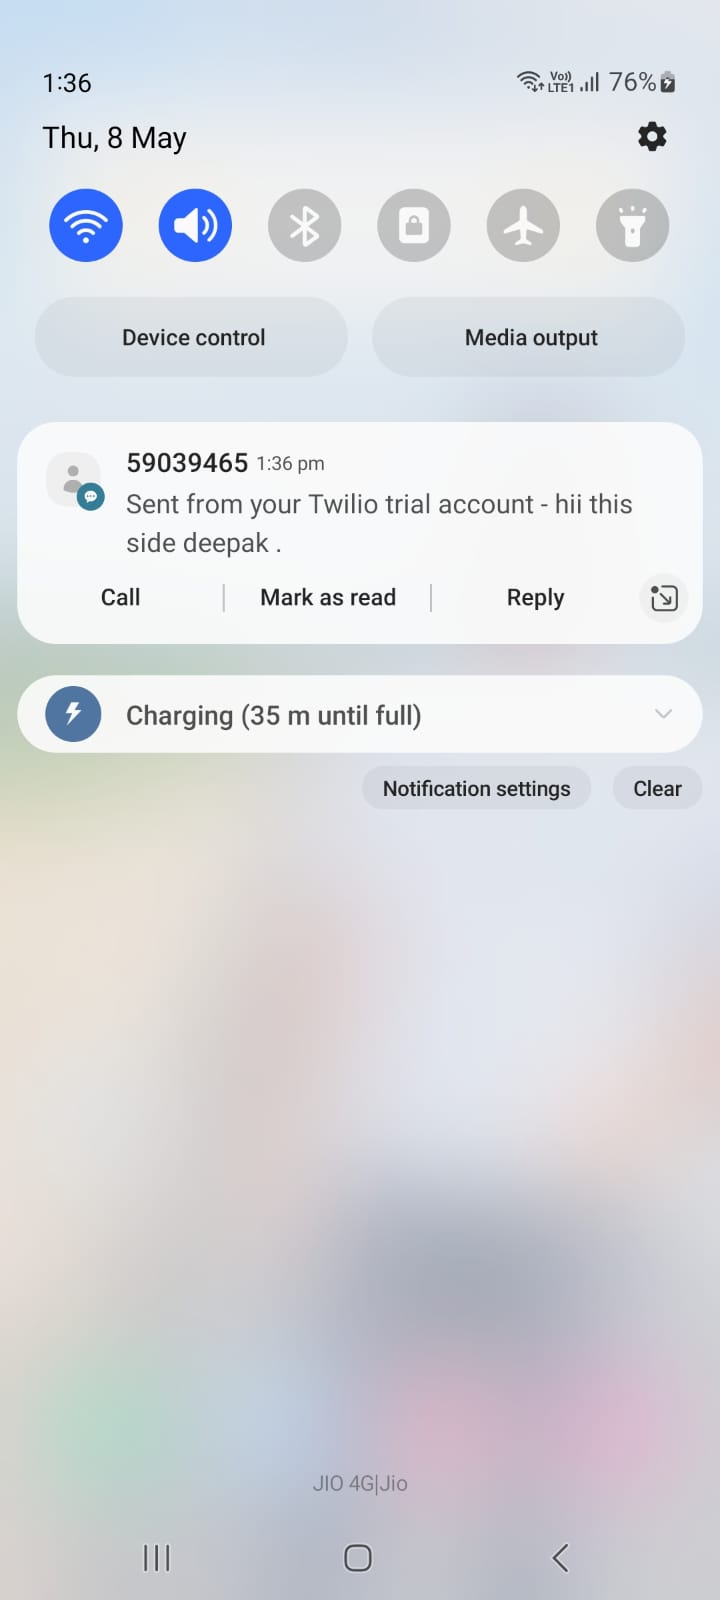 1:36 Vo)) LTE1 76%
Thu, 8 May
Device control Media output
59039465 1:36 pm
Sent from your Twilio trial account - hii this
side deepak .
Call Mark as read Reply
Charging (35 m until full)
Notification settings Clear
JIO 4G|Jio